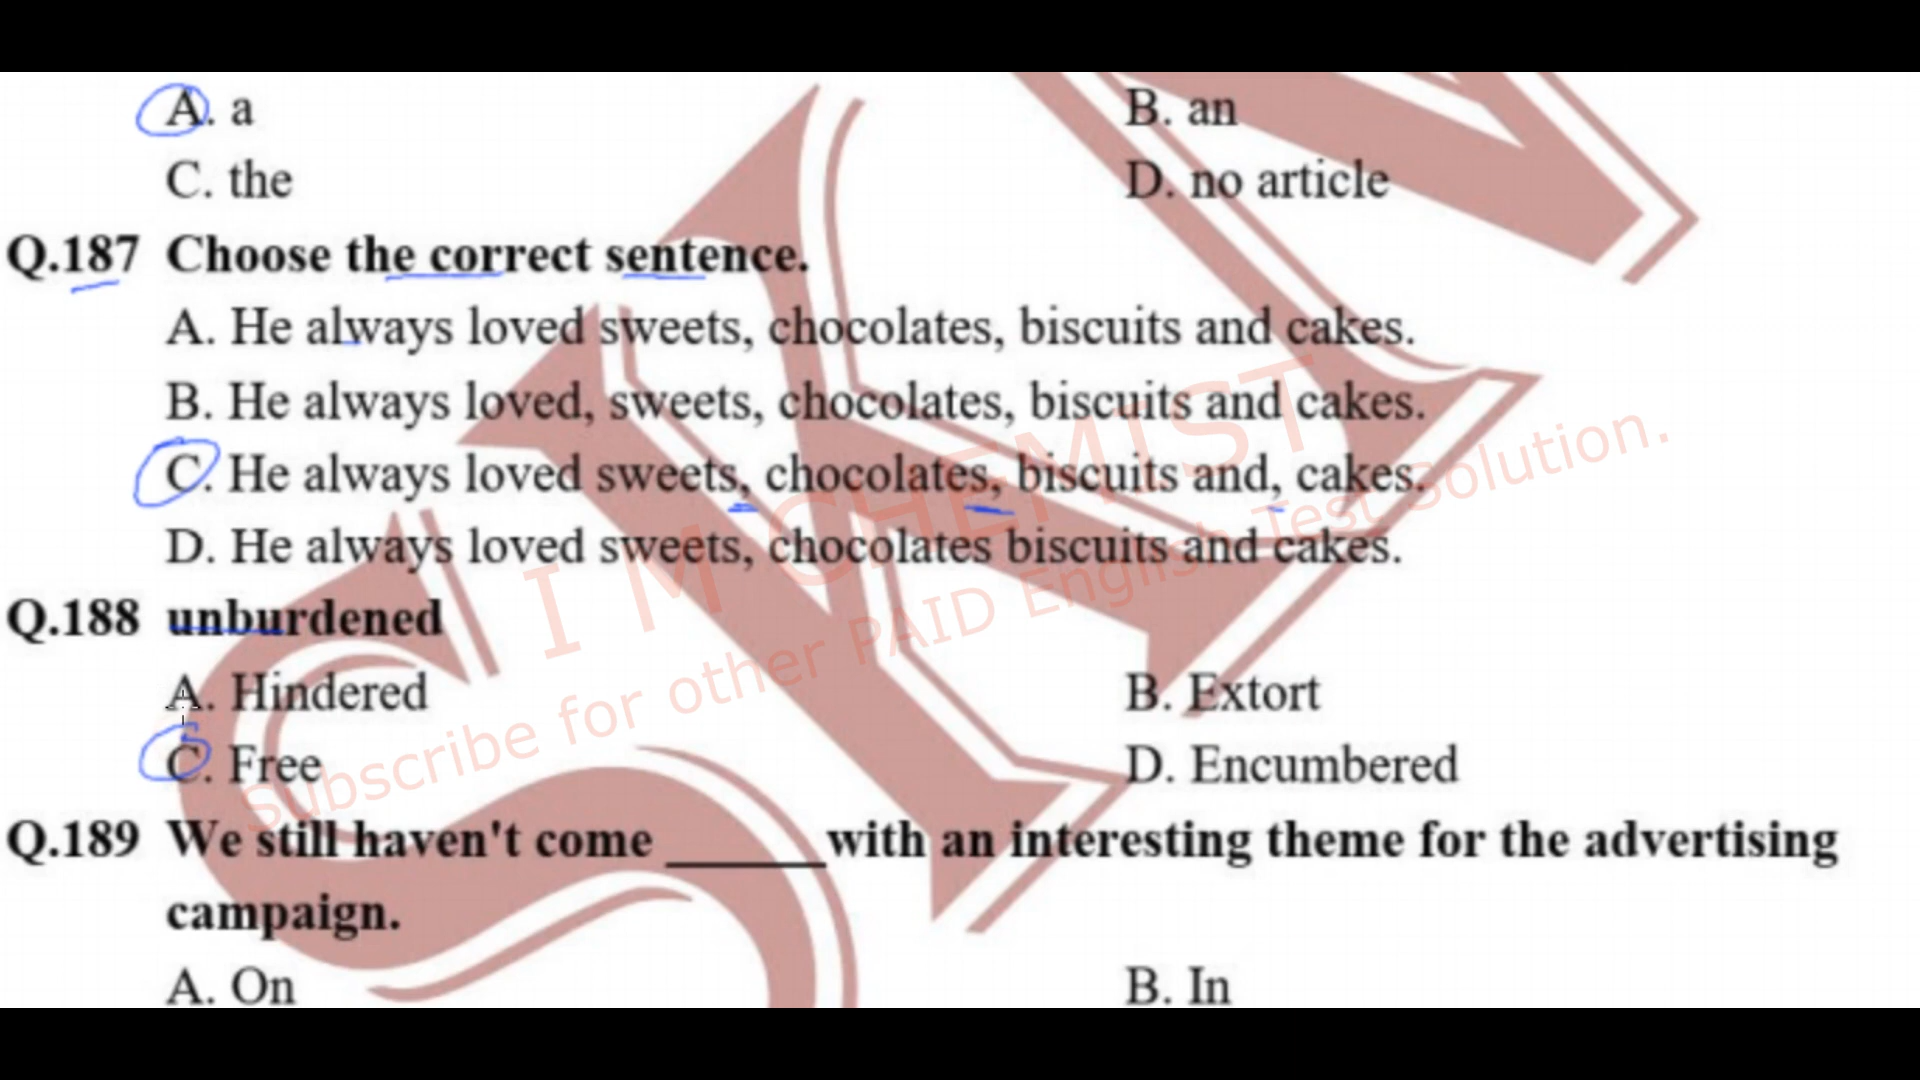 A. a B. an
C. the D. no article
Q.187 Choose the correct sentence.
A. He always loved sweets, chocolates, biscuits and cakes.
B. He always loved, sweets, chocolates, biscuits and cakes.
C. He always loved sweets, chocolates, biscuits and, cakes.
D. He always loved sweets, chocolates biscuits and cakes.
Q.188 unburdened
A. Hindered B. Extort
C. Free D. Encumbered
Q.189 We still haven't come ______with an interesting theme for the advertising
campaign.
A. On B. In
I M CHEMIST
Subscribe for other PAID English Test Solution.